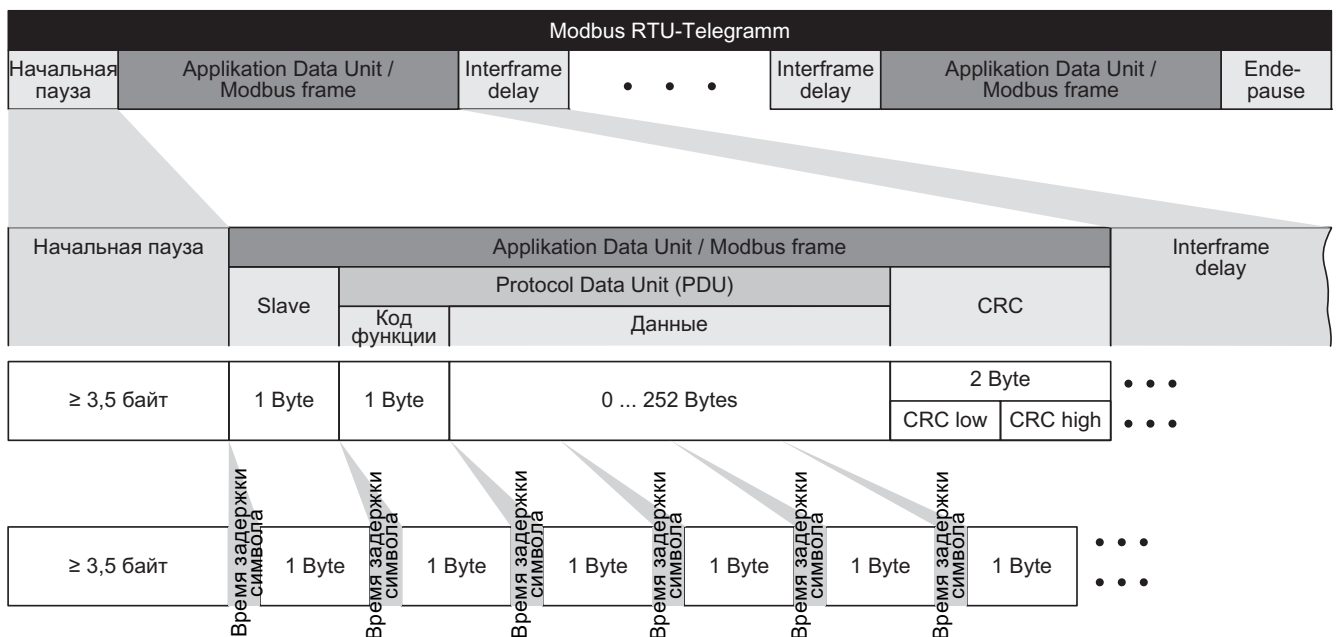 Modbus RTU-Telegramm
Начальная
пауза
Applikation Data Unit /
Modbus frame
Interframe
delay
• • •
Interframe
delay
Applikation Data Unit /
Modbus frame
Ende-
pause
Начальная пауза
Applikation Data Unit / Modbus frame
Interframe
delay
Slave
Protocol Data Unit (PDU)
CRC
Код
функции
Данные
≥ 3,5 байт
1 Byte
1 Byte
0 ... 252 Bytes
2 Byte
• • •
CRC low
CRC high
• • •
≥ 3,5 байт
Время задержки
символа
1 Byte
Время задержки
символа
1 Byte
Время задержки
символа
1 Byte
Время задержки
символа
1 Byte
Время задержки
символа
1 Byte
Время задержки
символа
1 Byte
• • •
• • •